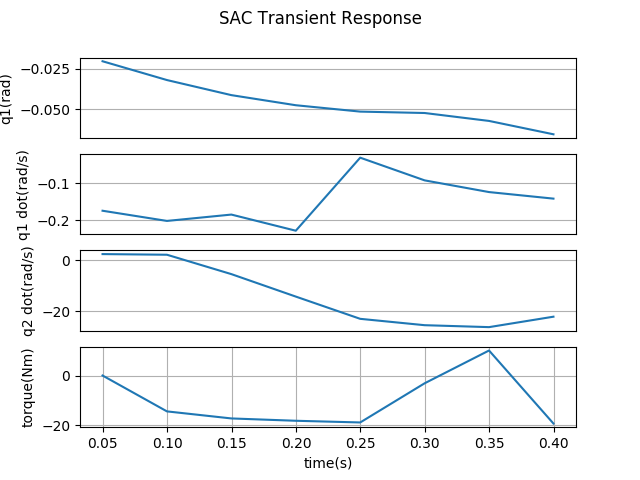 SAC Transient Response
−0.025
−0.050
q1(rad)
−0.1
−0.2
q1 dot(rad/s)
0
−20
q2 dot(rad/s)
0
−20
torque(Nm)
0.05 0.10 0.15 0.20 0.25 0.30 0.35 0.40
time(s)